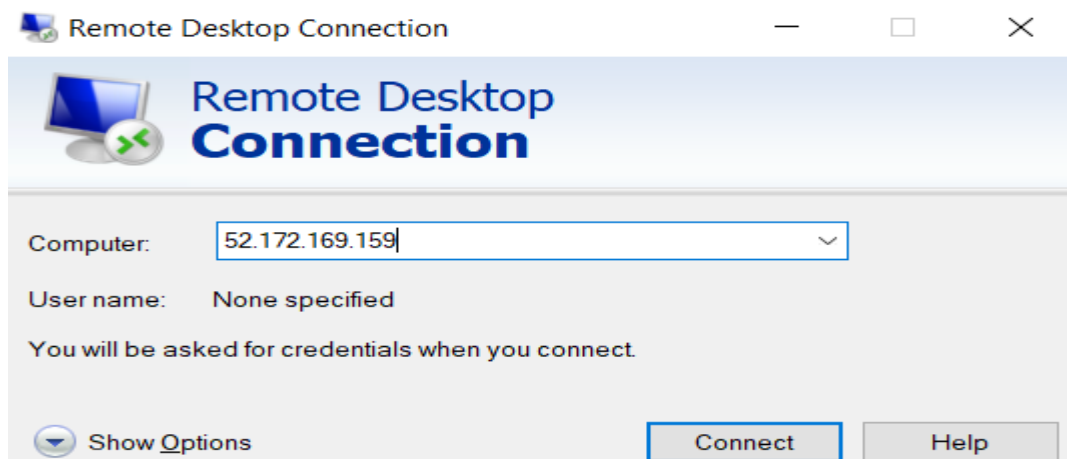 Remote Desktop Connection
Remote Desktop
Connection
Computer: 52.172.169.159
User name: None specified
You will be asked for credentials when you connect.
Show Options Connect Help